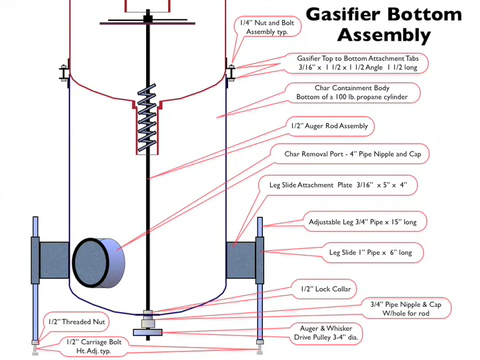 Gasifier Bottom
Assembly
1/4" Nut and Bolt
Assembly typ.
Gasifier Top to Bottom Attachment Tabs
3/16" x 1 1/2 x 1 1/2 Angle 1 1/2 long
Char Containment Body
Bottom of a 100 lb. propane cylinder
1/2" Auger Rod Assembly
Char Removal Port - 4" Pipe Nipple and Cap
Leg Slide Attachment Plate 3/16" x 5" x 4"
Adjustable Leg 3/4" Pipe x 15" long
Leg Slide 1" Pipe x 6" long
1/2" Lock Collar
3/4" Pipe Nipple & Cap
W/hole for rod
1/2" Threaded Nut
Auger & Whisker
Drive Pulley 3-4" dia.
1/2" Carriage Bolt
Ht. Adj. typ.